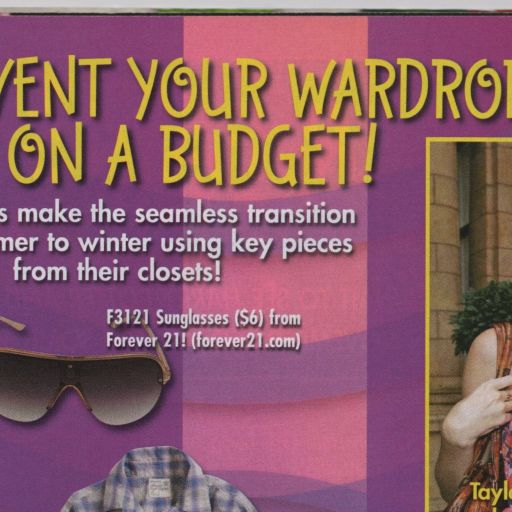 VENT YOUR WARDRO
ON A BUDGET!
s make the seamless transition
mer to winter using key pieces
from their closets!
F3121 Sunglasses ($6) from
Forever 21! (forever21.com)
Tayl